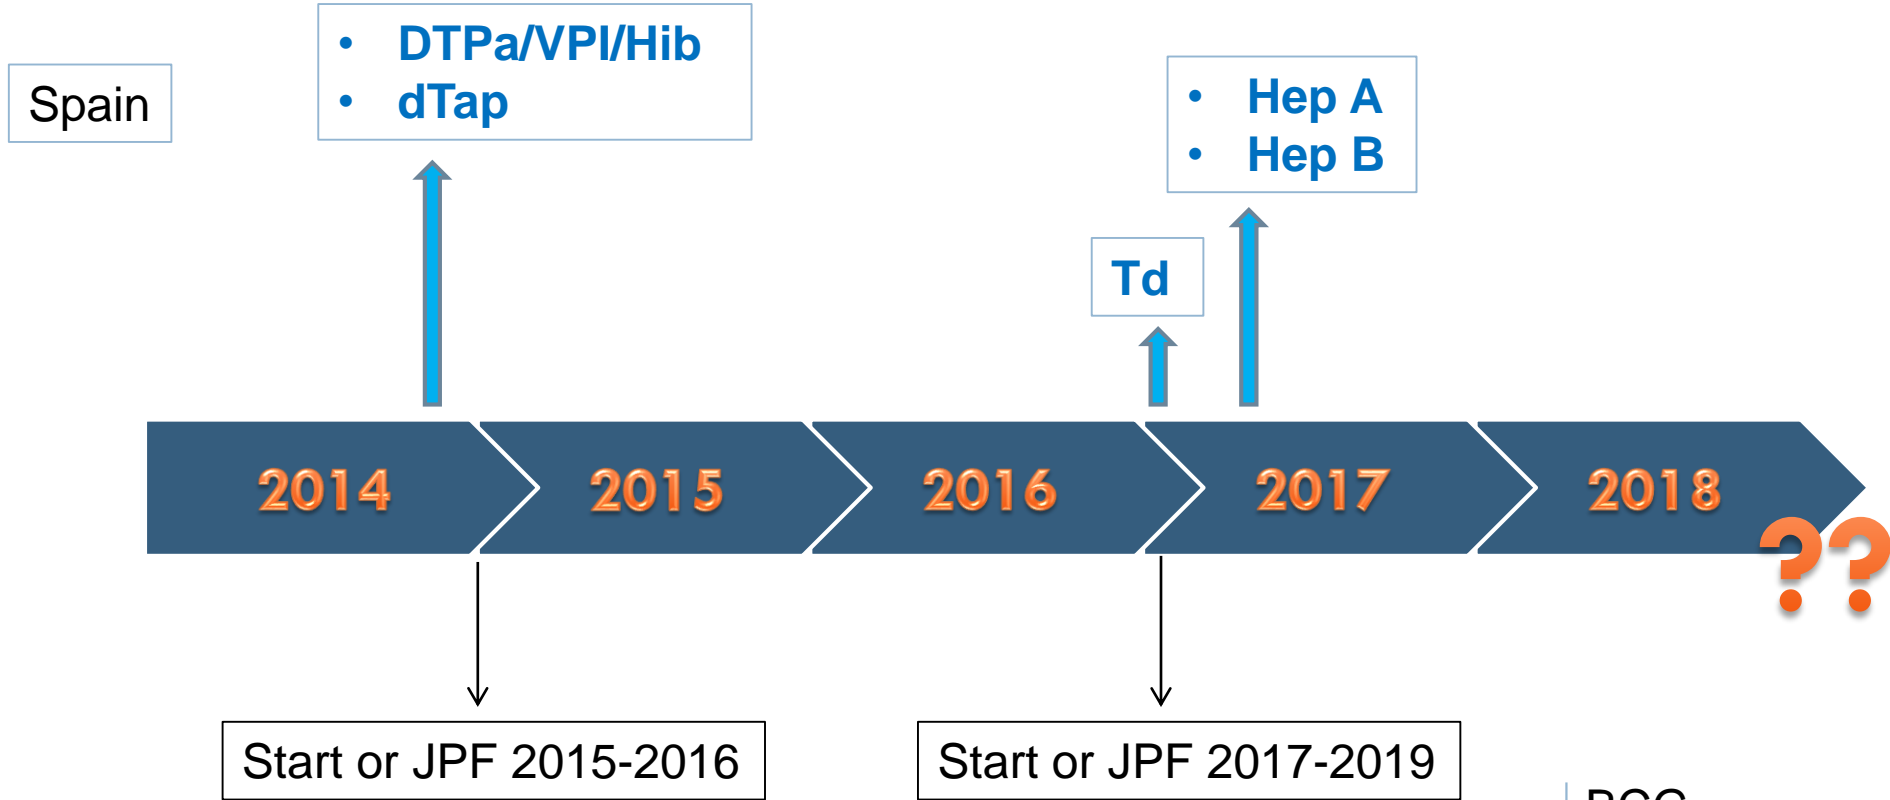 Spain
• DTPa/VPI/Hib
• dTap
• Hep A
• Hep B
Td
2014 2015 2016 2017 2018
??
Start or JPF 2015-2016
Start or JPF 2017-2019